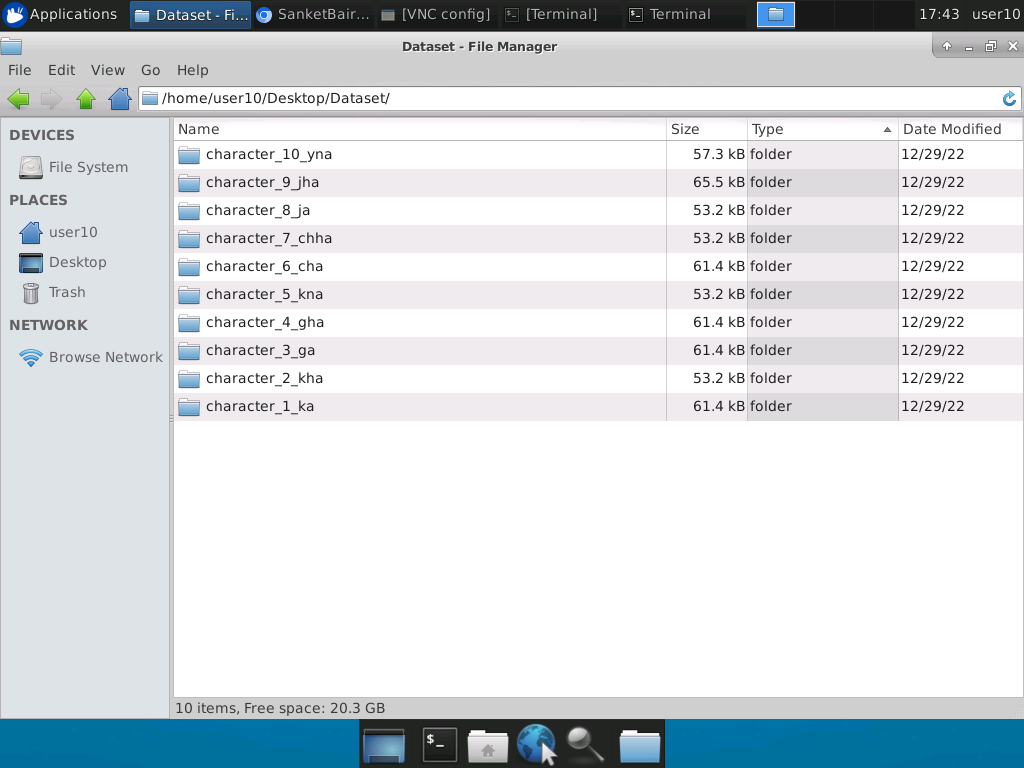 Applications Dataset - Fi... SanketBair... [VNC config] [Terminal] Terminal 17:43 user10
Dataset - File Manager
File Edit View Go Help
/home/user10/Desktop/Dataset/
DEVICES
File System
PLACES
user10
Desktop
Trash
NETWORK
Browse Network
Name Size Type Date Modified
character_10_yna 57.3 kB folder 12/29/22
character_9_jha 65.5 kB folder 12/29/22
character_8_ja 53.2 kB folder 12/29/22
character_7_chha 53.2 kB folder 12/29/22
character_6_cha 61.4 kB folder 12/29/22
character_5_kna 53.2 kB folder 12/29/22
character_4_gha 61.4 kB folder 12/29/22
character_3_ga 61.4 kB folder 12/29/22
character_2_kha 53.2 kB folder 12/29/22
character_1_ka 61.4 kB folder 12/29/22
10 items, Free space: 20.3 GB